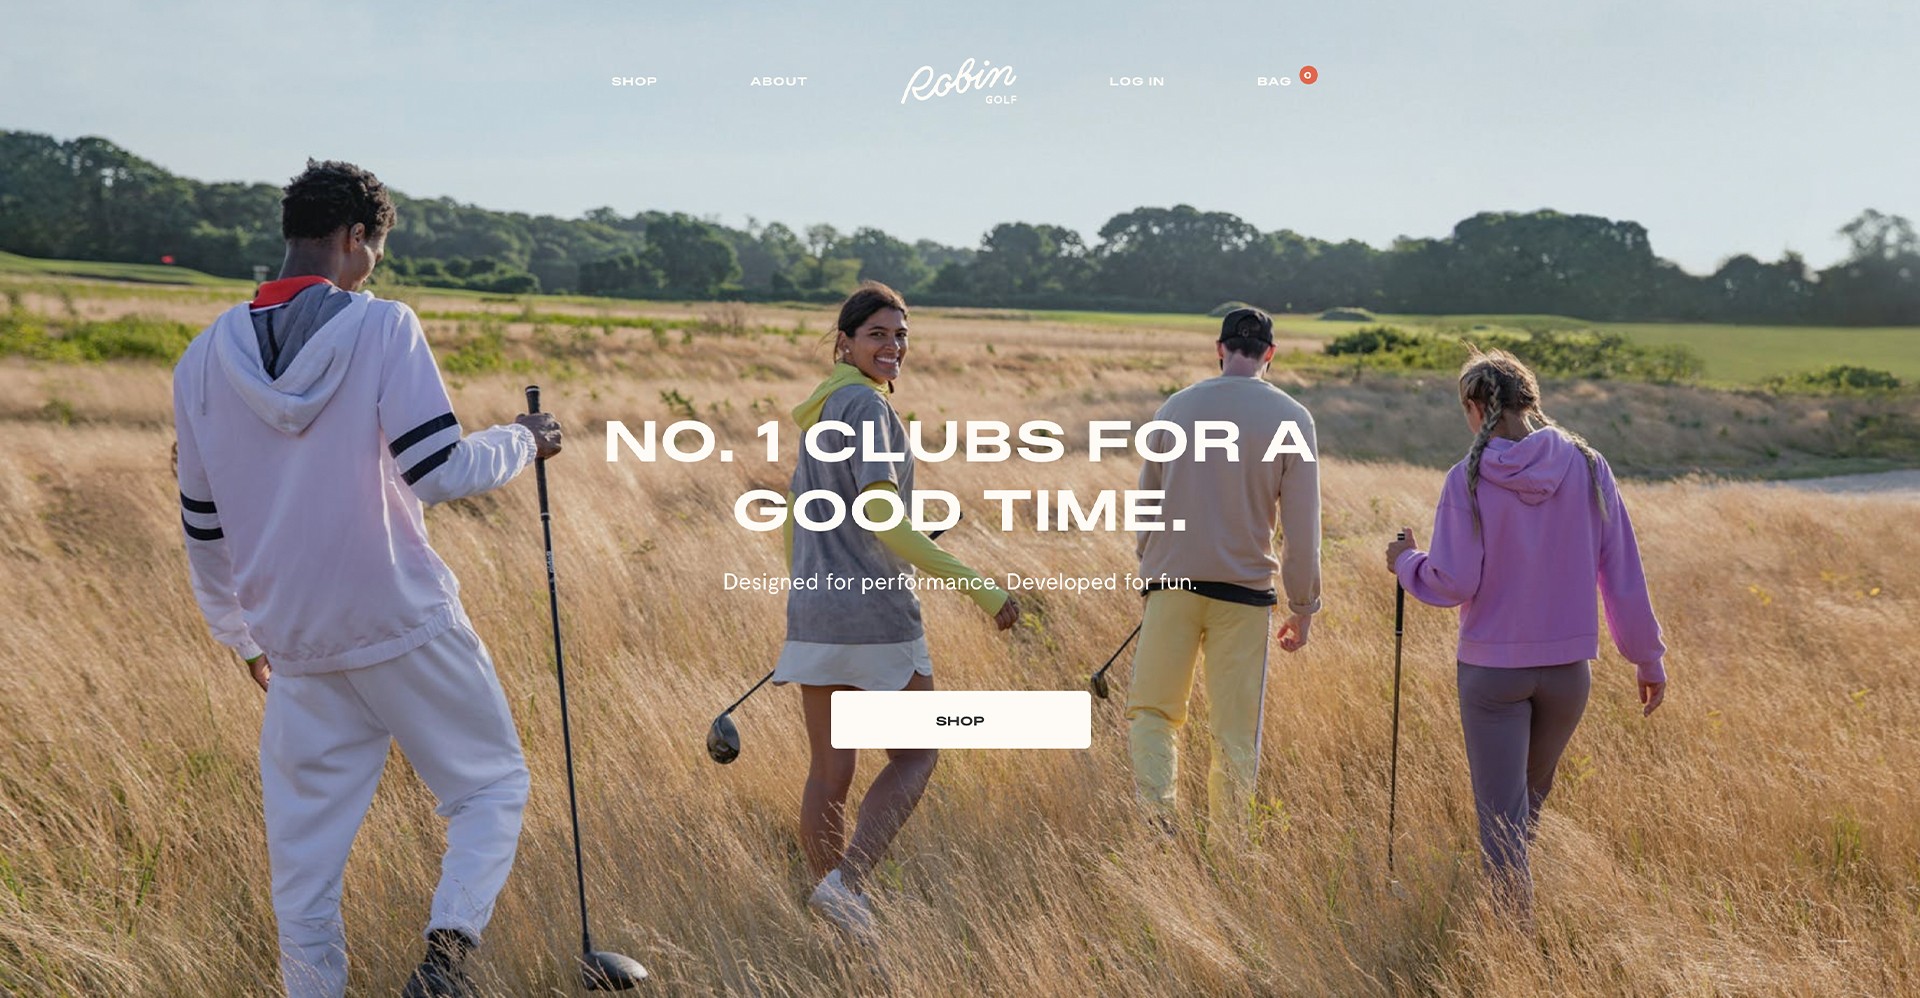 SHOP
ABOUT
Robin
GOLF
LOG IN
BAG
0
NO. 1 CLUBS FOR A
GOOD TIME.
Designed for performance. Developed for fun.
SHOP